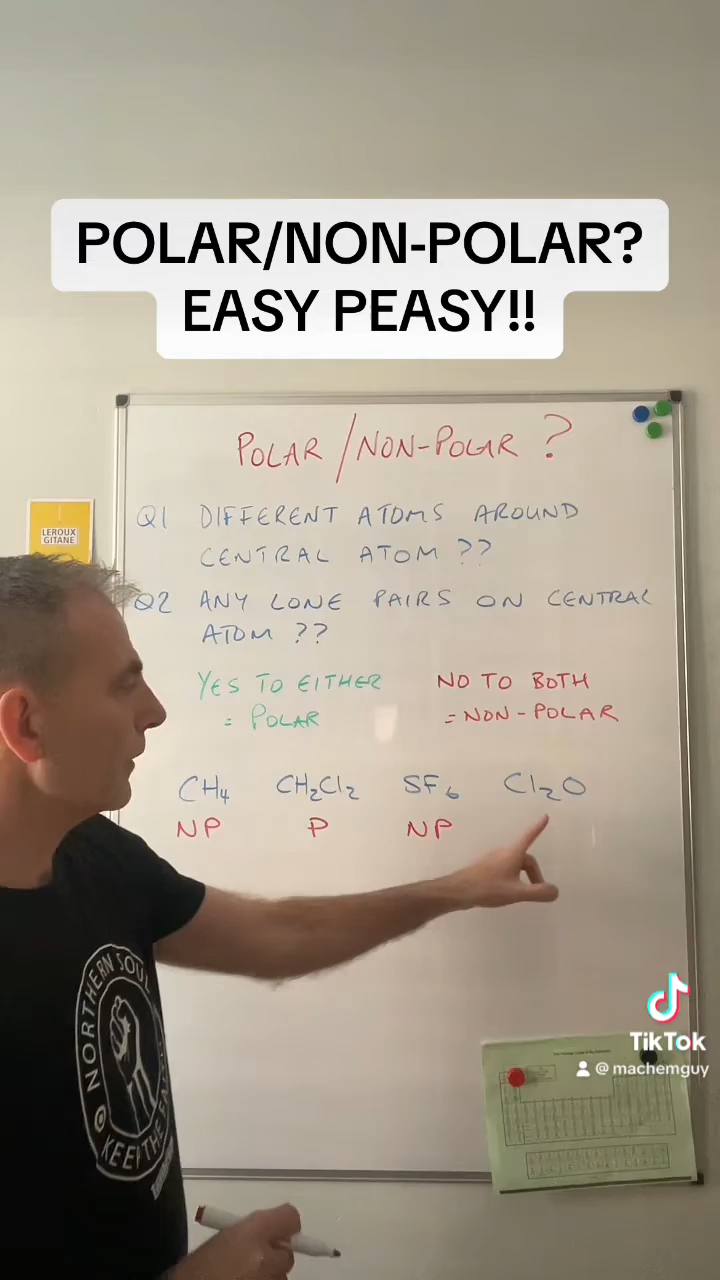 POLAR/NON-POLAR?
EASY PEASY!!
POLAR/NON-POLAR?
Q1 DIFFERENT ATOMS AROUND
CENTRAL ATOM??
Q2 ANY LONE PAIRS ON CENTRAL
ATOM??
YES TO EITHER
= POLAR
NO TO BOTH
= NON-POLAR
CH₄ CH₂Cl₂ SF₆ Cl₂O
NP P NP
LEROUX
GITANE
NORTHERN SOUL
KEEP THE FAITH
TikTok
@machemguy